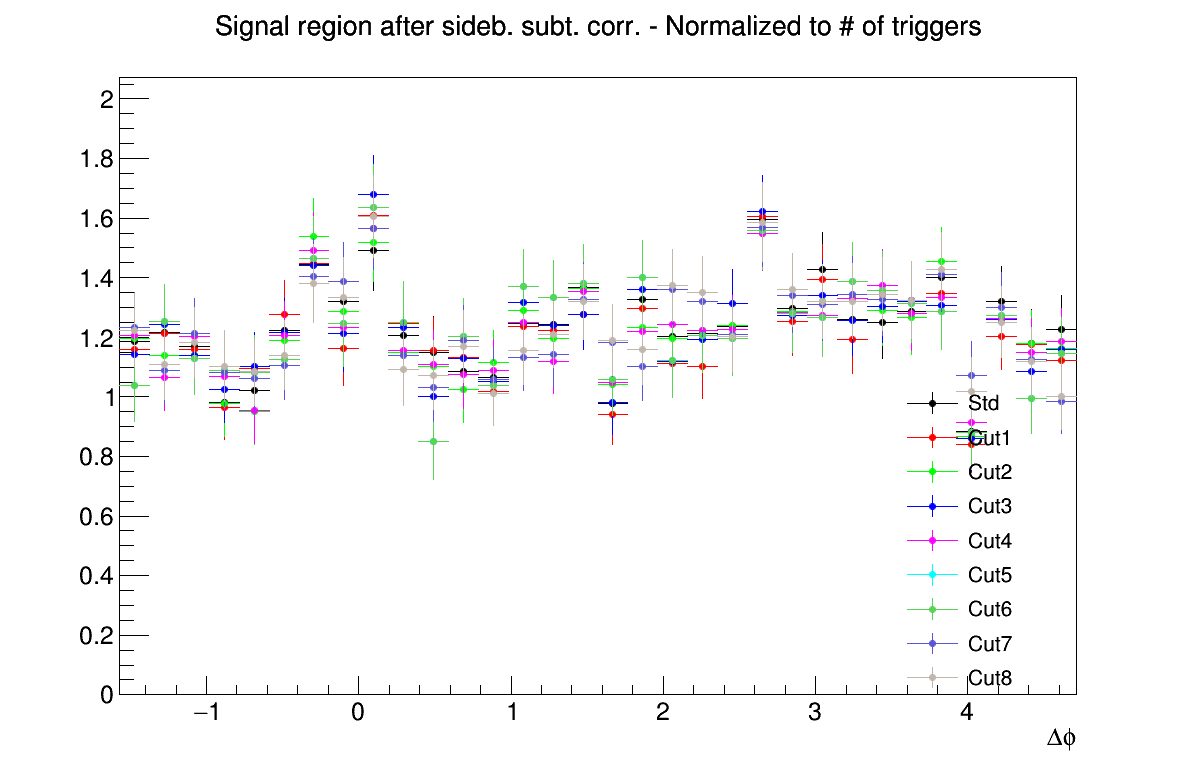 Signal region after sideb. subt. corr. - Normalized to # of triggers
2
1.8
1.6
1.4
1.2
1
0.8
0.6
0.4
0.2
0
Std
Cut1
Cut2
Cut3
Cut4
Cut5
Cut6
Cut7
Cut8
−1 0 1 2 3 4
Δϕ